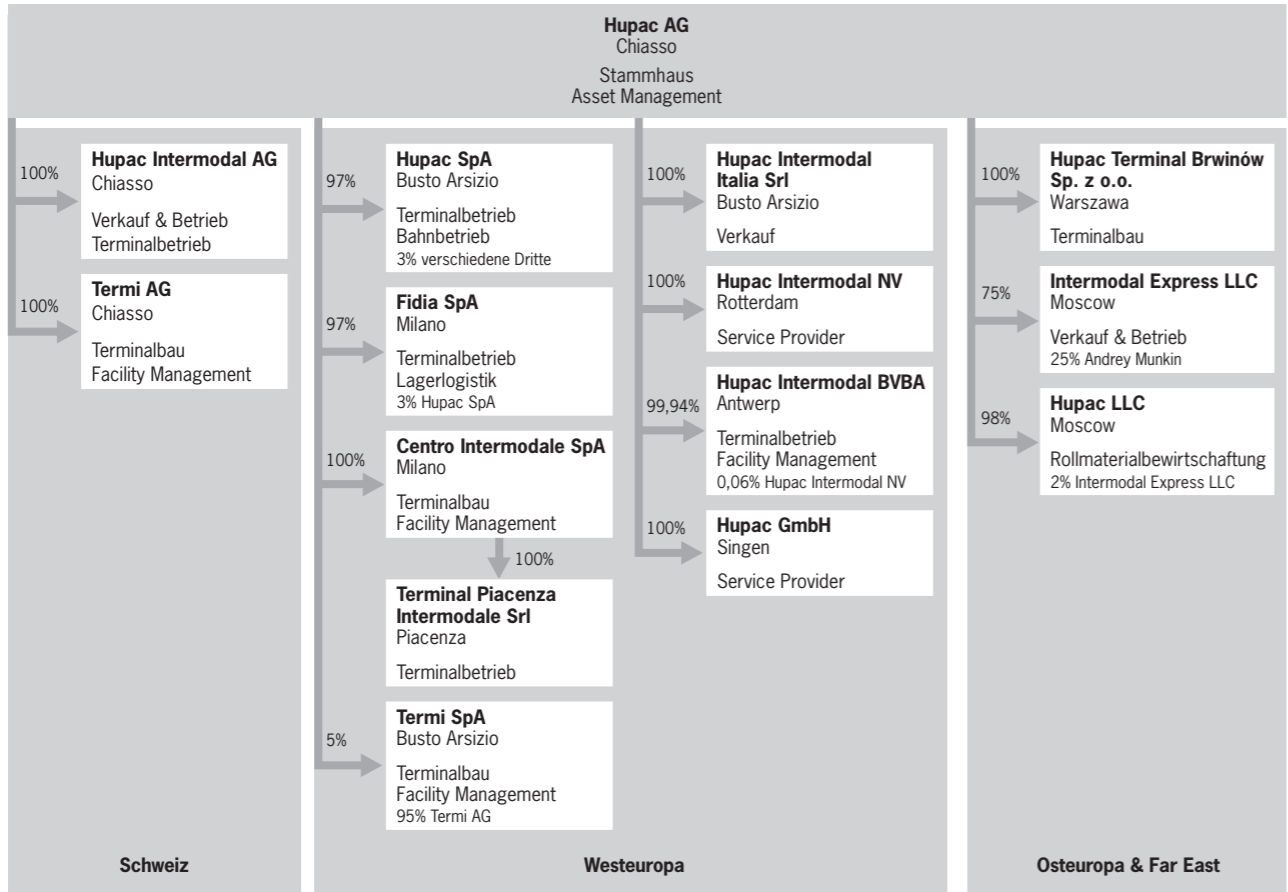 Hupac AG
Chiasso
Stammhaus
Asset Management
100%
Hupac Intermodal AG
Chiasso
Verkauf & Betrieb
Terminalbetrieb
100%
Termi AG
Chiasso
Terminalbau
Facility Management
Schweiz
97%
Hupac SpA
Busto Arsizio
Terminalbetrieb
Bahnbetrieb
3% verschiedene Dritte
97%
Fidia SpA
Milano
Terminalbetrieb
Lagerlogistik
3% Hupac SpA
100%
Centro Intermodale SpA
Milano
Terminalbau
Facility Management
100%
Terminal Piacenza
Intermodale Srl
Piacenza
Terminalbetrieb
5%
Termi SpA
Busto Arsizio
Terminalbau
Facility Management
95% Termi AG
100%
Hupac Intermodal
Italia Srl
Busto Arsizio
Verkauf
100%
Hupac Intermodal NV
Rotterdam
Service Provider
99,94%
Hupac Intermodal BVBA
Antwerp
Terminalbetrieb
Facility Management
0,06% Hupac Intermodal NV
100%
Hupac GmbH
Singen
Service Provider
Westeuropa
100%
Hupac Terminal Brwinów
Sp. z o.o.
Warszawa
Terminalbau
75%
Intermodal Express LLC
Moscow
Verkauf & Betrieb
25% Andrey Munkin
98%
Hupac LLC
Moscow
Rollmaterialbewirtschaftung
2% Intermodal Express LLC
Osteuropa & Far East